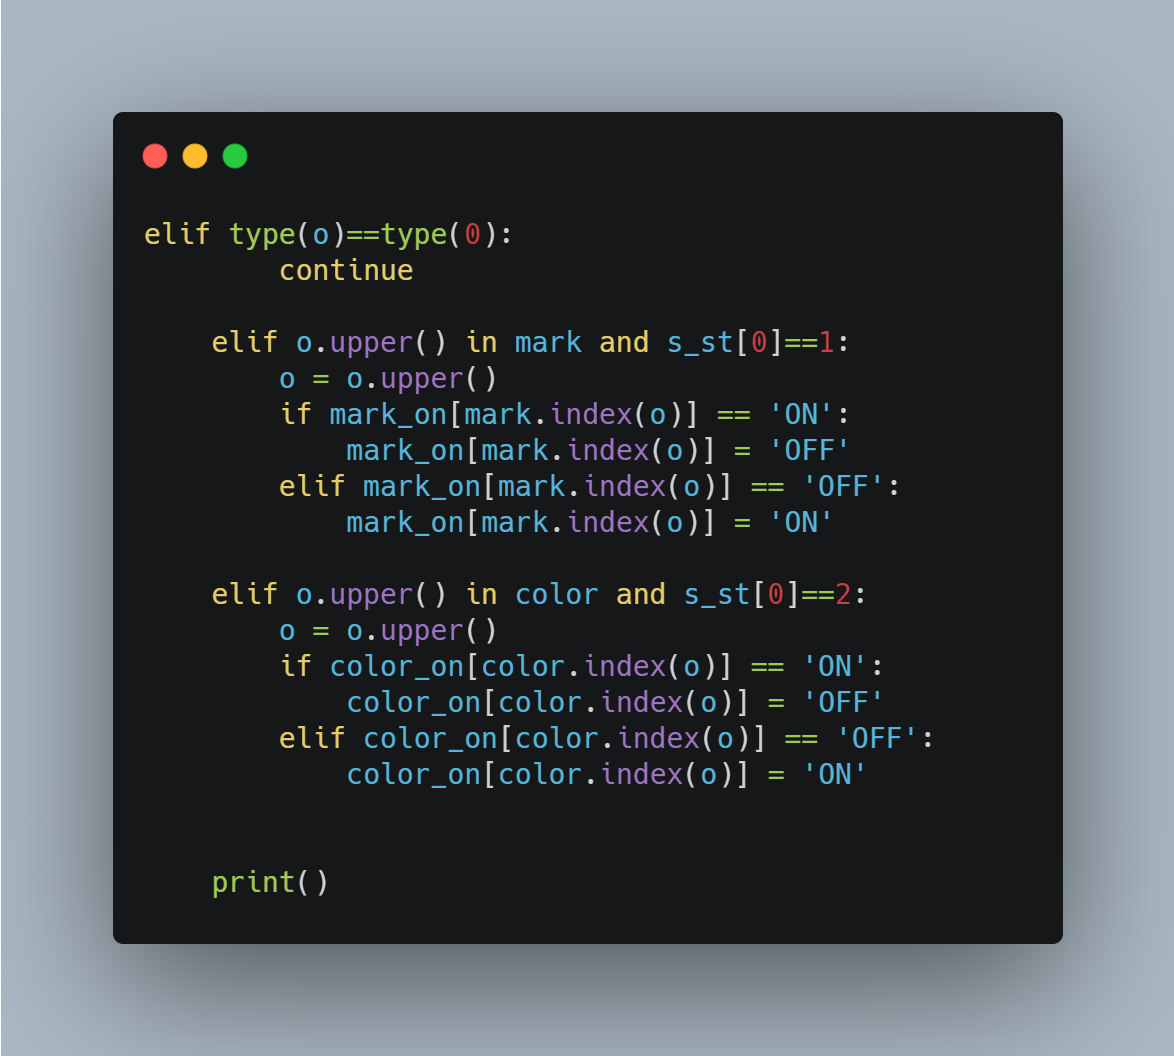 elif type(o)==type(0):
        continue

    elif o.upper() in mark and s_st[0]==1:
        o = o.upper()
        if mark_on[mark.index(o)] == 'ON':
            mark_on[mark.index(o)] = 'OFF'
        elif mark_on[mark.index(o)] == 'OFF':
            mark_on[mark.index(o)] = 'ON'

    elif o.upper() in color and s_st[0]==2:
        o = o.upper()
        if color_on[color.index(o)] == 'ON':
            color_on[color.index(o)] = 'OFF'
        elif color_on[color.index(o)] == 'OFF':
            color_on[color.index(o)] = 'ON'


    print()